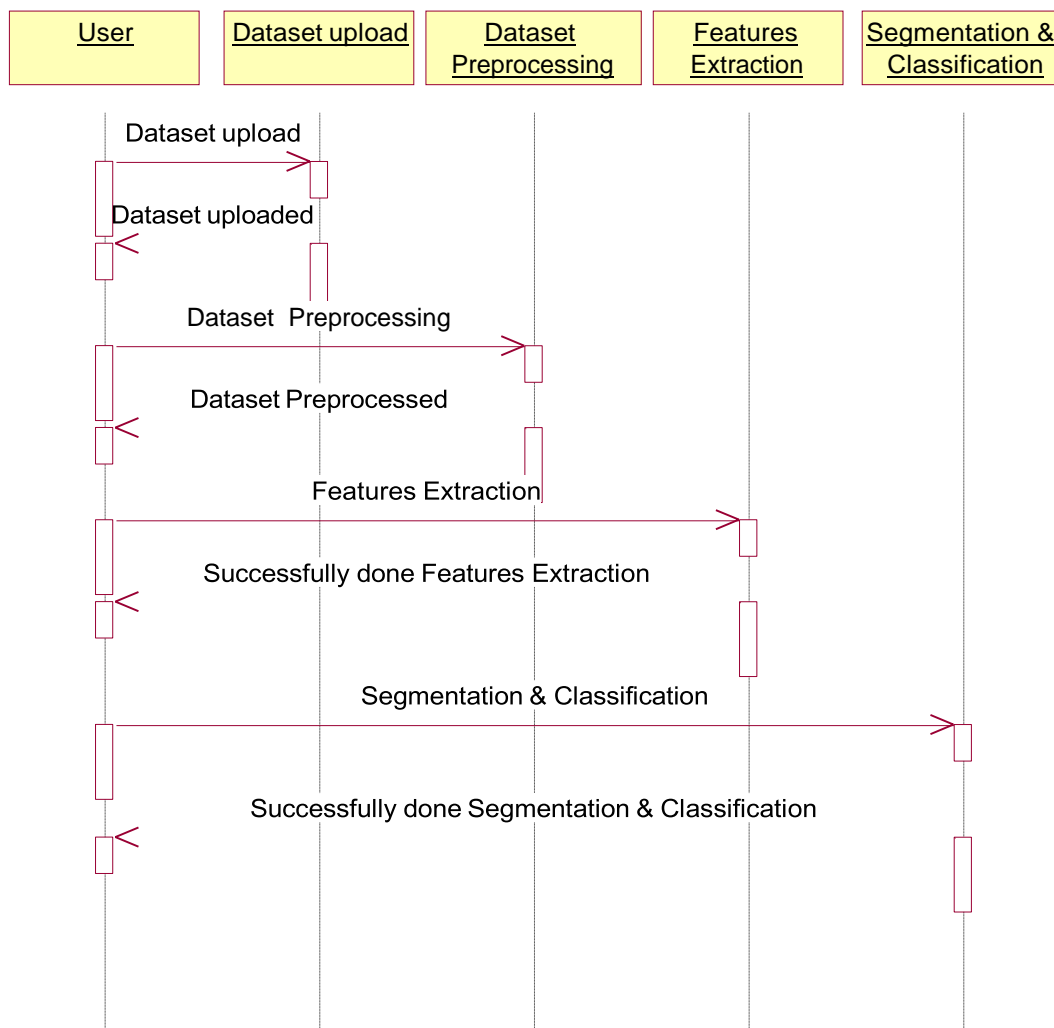 User
Dataset upload
Dataset
Preprocessing
Features
Extraction
Segmentation &
Classification
Dataset upload
Dataset uploaded
Dataset  Preprocessing
Dataset Preprocessed
Features Extraction
Successfully done Features Extraction
Segmentation & Classification
Successfully done Segmentation & Classification